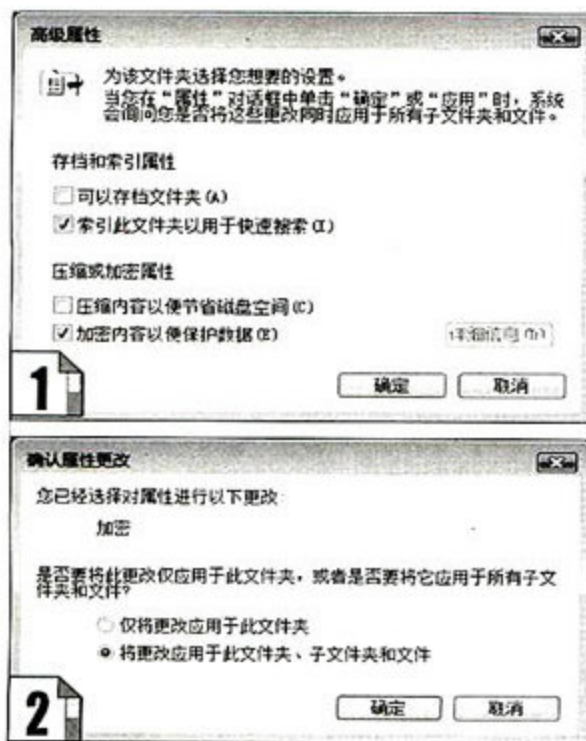 高级属性
为该文件夹选择您想要的设置。
当您在“属性”对话框中单击“确定”或“应用”时，系统
会询问您是否将这些更改同时应用于所有子文件夹和文件。
存档和索引属性
可以存档文件夹(A)
索引此文件夹以用于快速搜索(I)
压缩或加密属性
压缩内容以便节省磁盘空间(C)
加密内容以便保护数据(E)
详细信息(D)
确定
取消
1
确认属性更改
您已经选择对属性进行以下更改:
加密
是否要将此更改仅应用于此文件夹，或者是否要将它应用于所有子文
件夹和文件?
仅将更改应用于此文件夹
将更改应用于此文件夹、子文件夹和文件
确定
取消
2